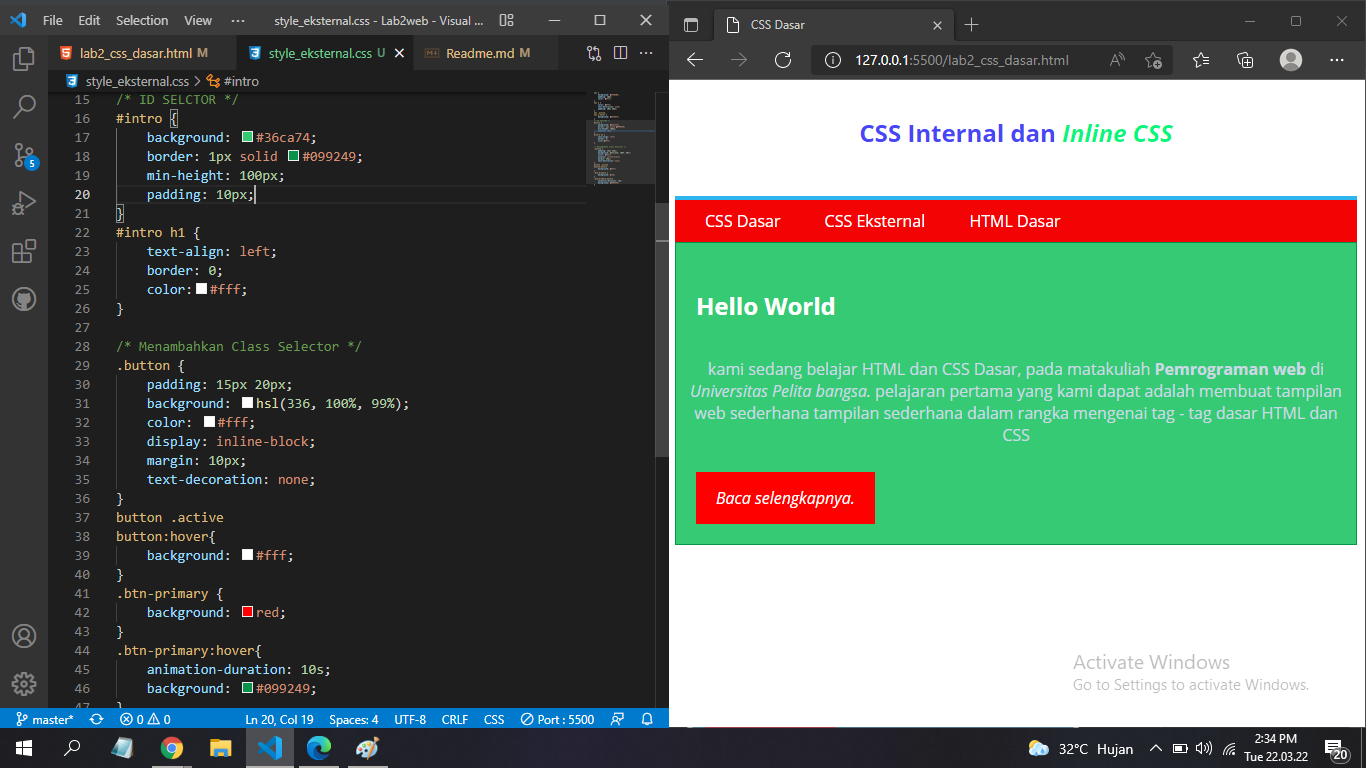 File Edit Selection View ··· style_eksternal.css - Lab2web - Visual ...
lab2_css_dasar.html M style_eksternal.css U Readme.md M
style_eksternal.css > #intro
15 /* ID SELCTOR */
16 #intro {
17 background: #36ca74;
18 border: 1px solid #099249;
19 min-height: 100px;
20 padding: 10px;
21 }
22 #intro h1 {
23 text-align: left;
24 border: 0;
25 color: #fff;
26 }
27
28 /* Menambahkan Class Selector */
29 .button {
30 padding: 15px 20px;
31 background: hsl(336, 100%, 99%);
32 color: #fff;
33 display: inline-block;
34 margin: 10px;
35 text-decoration: none;
36 }
37 button .active
38 button:hover{
39 background: #fff;
40 }
41 .btn-primary {
42 background: red;
43 }
44 .btn-primary:hover{
45 animation-duration: 10s;
46 background: #099249;
47 }
5
master* 0 0 Ln 20, Col 19 Spaces: 4 UTF-8 CRLF CSS Port : 5500
CSS Dasar
127.0.0.1:5500/lab2_css_dasar.html
CSS Internal dan Inline CSS
CSS Dasar CSS Eksternal HTML Dasar
Hello World
kami sedang belajar HTML dan CSS Dasar, pada matakuliah Pemrograman web di
Universitas Pelita bangsa. pelajaran pertama yang kami dapat adalah membuat tampilan
web sederhana tampilan sederhana dalam rangka mengenai tag - tag dasar HTML dan
CSS
Baca selengkapnya.
Activate Windows
Go to Settings to activate Windows.
32°C Hujan
2:34 PM
Tue 22.03.22
20